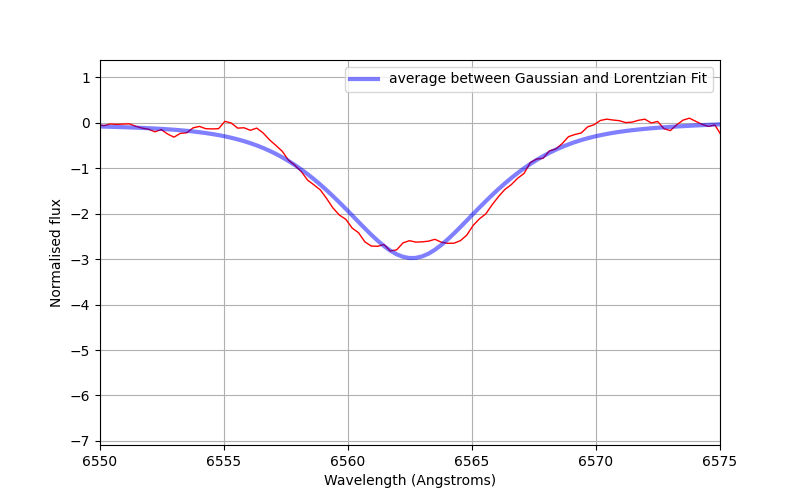 average between Gaussian and Lorentzian Fit
1
0
−1
−2
−3
−4
−5
−6
−7
Normalised flux
6550 6555 6560 6565 6570 6575
Wavelength (Angstroms)